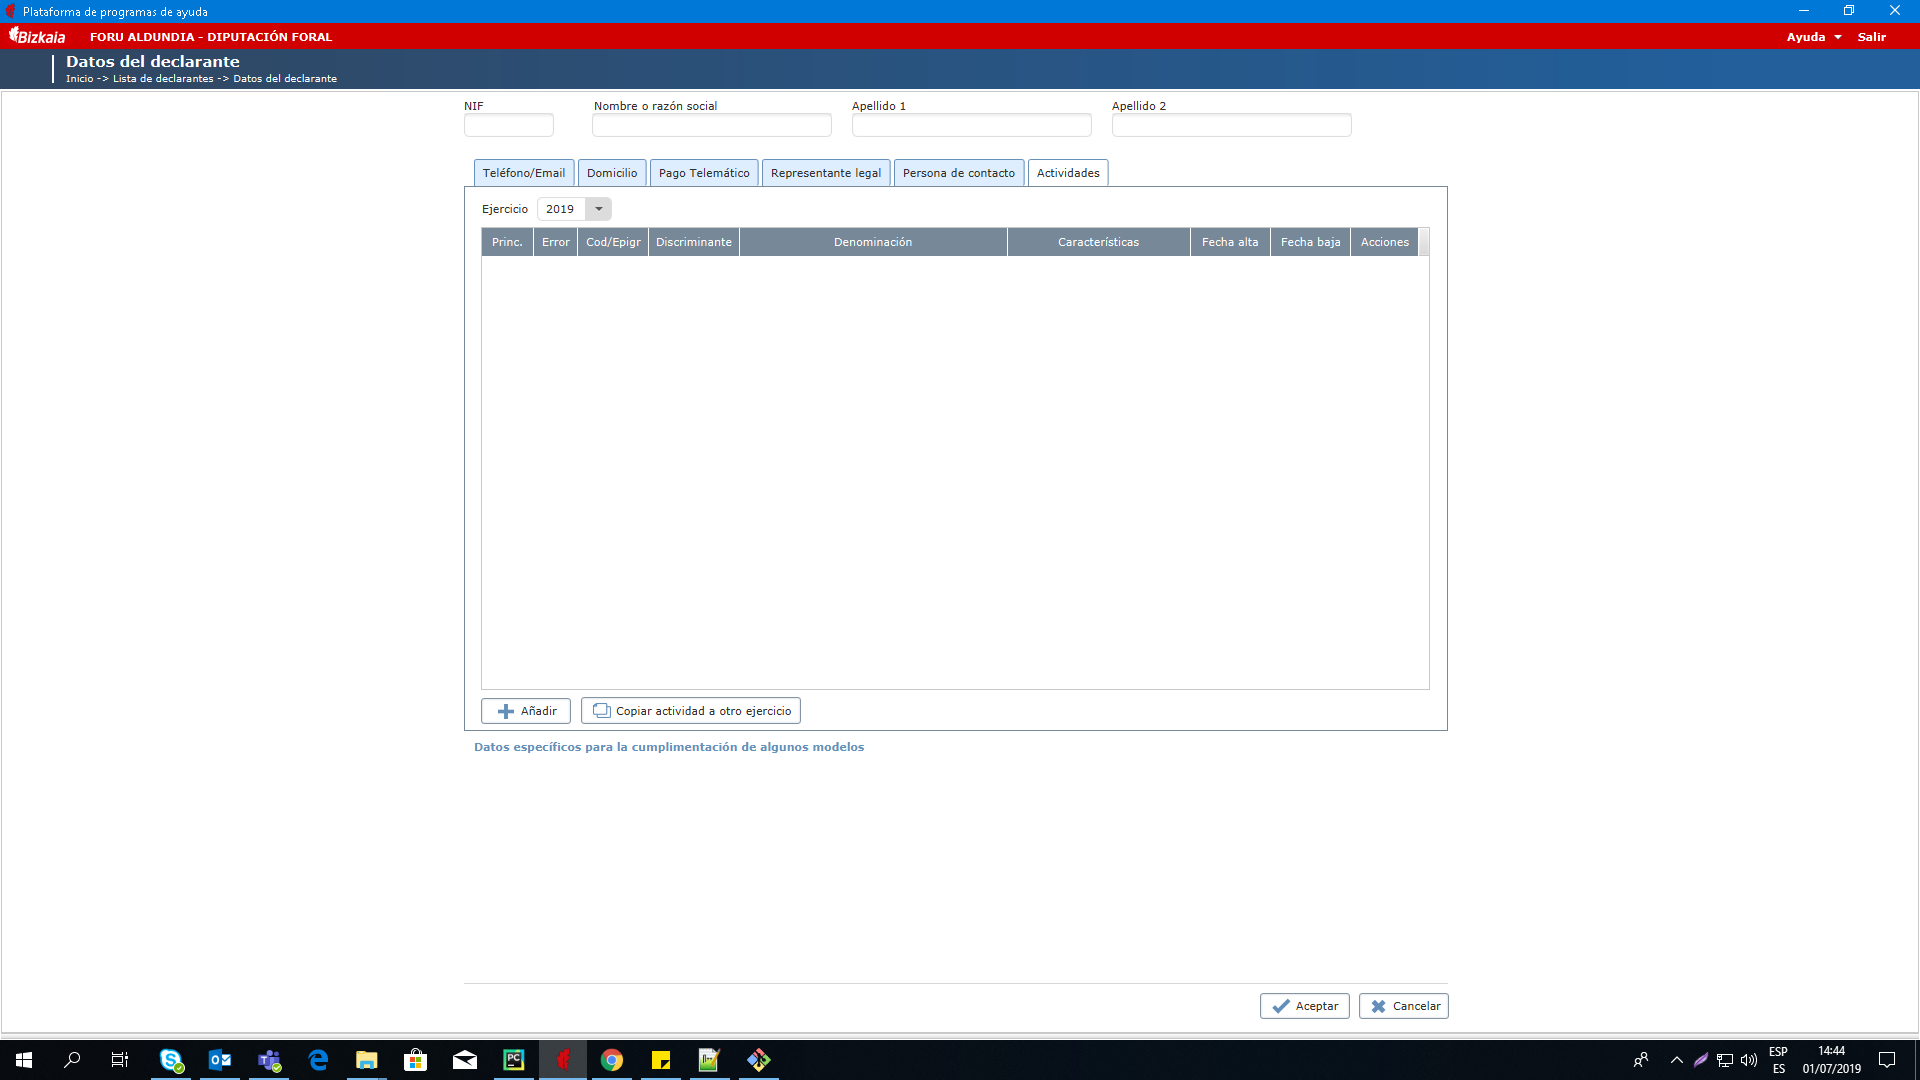 Plataforma de programas de ayuda
Bizkaia FORU ALDUNDIA - DIPUTACIÓN FORAL Ayuda Salir
Datos del declarante
Inicio -> Lista de declarantes -> Datos del declarante
NIF Nombre o razón social Apellido 1 Apellido 2
Teléfono/Email Domicilio Pago Telemático Representante legal Persona de contacto Actividades
Ejercicio 2019
Princ. Error Cod/Epigr Discriminante Denominación Características Fecha alta Fecha baja Acciones
Añadir Copiar actividad a otro ejercicio
Datos específicos para la cumplimentación de algunos modelos
Aceptar Cancelar
ESP 14:44
ES 01/07/2019